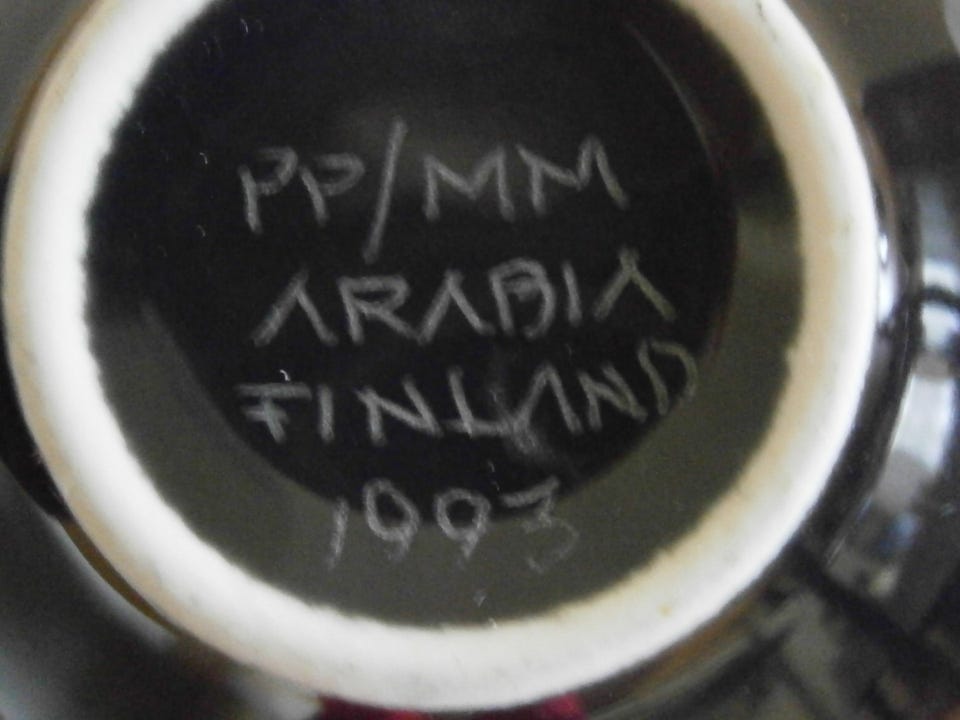 PP/MM
ARABIA
FINLAND
1993